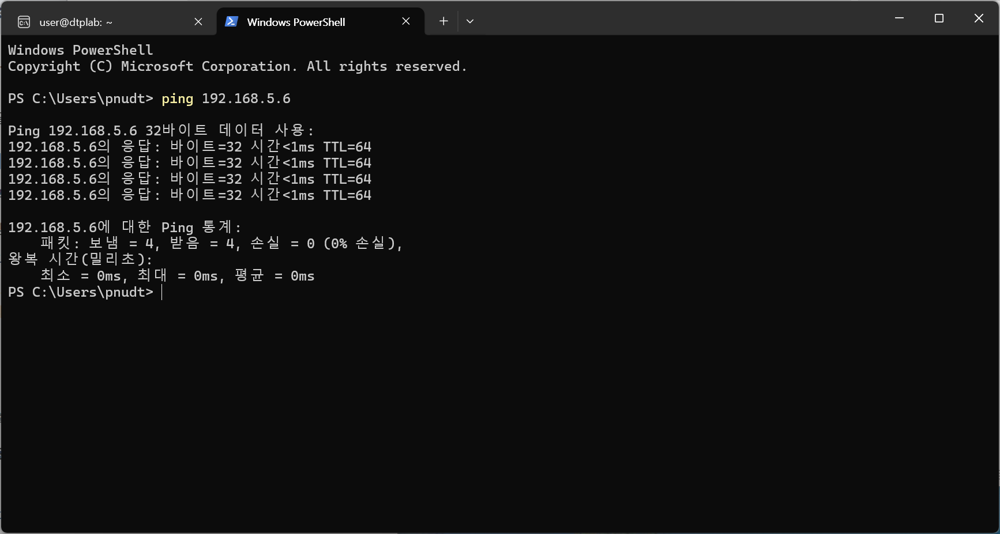 user@dtplab: ~
Windows PowerShell
Windows PowerShell
Copyright (C) Microsoft Corporation. All rights reserved.
PS C:\Users\pnudt> ping 192.168.5.6
Ping 192.168.5.6 32바이트 데이터 사용:
192.168.5.6의 응답: 바이트=32 시간<1ms TTL=64
192.168.5.6의 응답: 바이트=32 시간<1ms TTL=64
192.168.5.6의 응답: 바이트=32 시간<1ms TTL=64
192.168.5.6의 응답: 바이트=32 시간<1ms TTL=64
192.168.5.6에 대한 Ping 통계:
패킷: 보냄 = 4, 받음 = 4, 손실 = 0 (0% 손실),
왕복 시간(밀리초):
최소 = 0ms, 최대 = 0ms, 평균 = 0ms
PS C:\Users\pnudt>